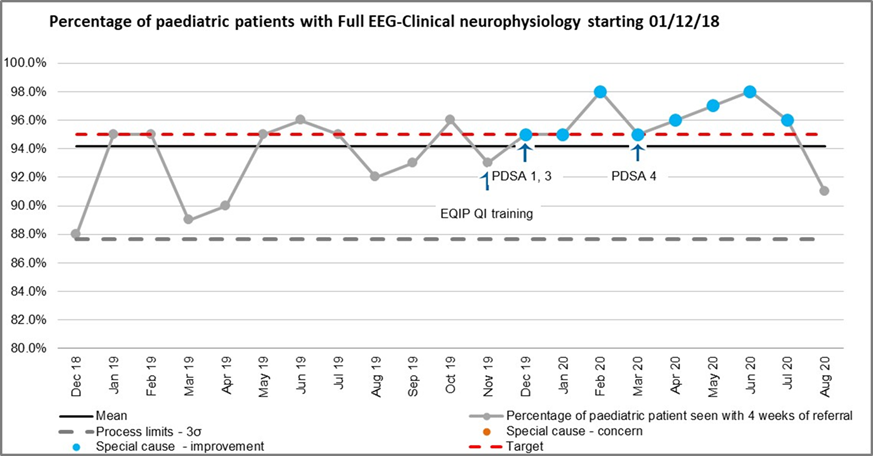 Percentage of paediatric patients with Full EEG-Clinical neurophysiology starting 01/12/18
100.0%
98.0%
96.0%
94.0%
92.0%
90.0%
88.0%
86.0%
84.0%
82.0%
80.0%
PDSA 1, 3
PDSA 4
EQIP QI training
Dec 18
Jan 19
Feb 19
Mar 19
Apr 19
May 19
Jun 19
Jul 19
Aug 19
Sep 19
Oct 19
Nov 19
Dec 19
Jan 20
Feb 20
Mar 20
Apr 20
May 20
Jun 20
Jul 20
Aug 20
Mean
Percentage of paediatric patient seen with 4 weeks of referral
Process limits - 3σ
Special cause - concern
Special cause - improvement
Target